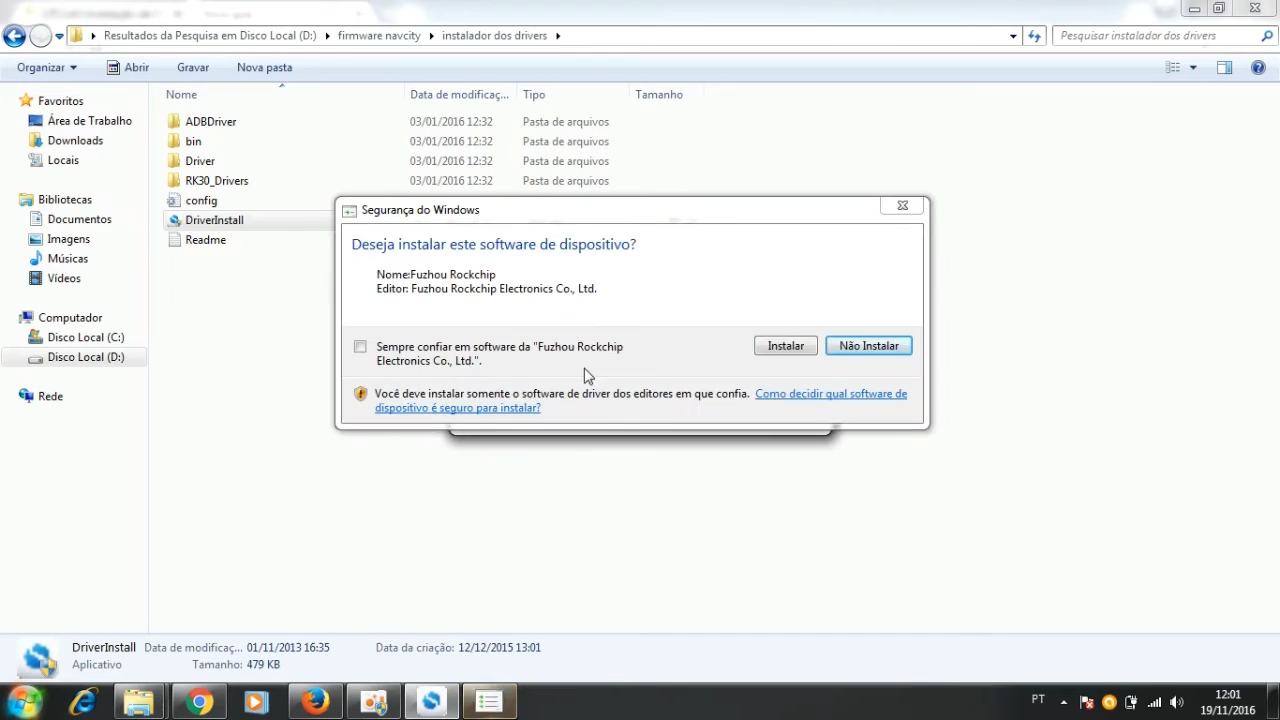 Resultados da Pesquisa em Disco Local (D:) firmware navcity instalador dos drivers Pesquisar instalador dos drivers
Organizar Abrir Gravar Nova pasta
Nome Data de modificaç... Tipo Tamanho
Favoritos
Área de Trabalho
Downloads
Locais
Bibliotecas
Documentos
Imagens
Músicas
Vídeos
Computador
Disco Local (C:)
Disco Local (D:)
Rede
ADBDriver 03/01/2016 12:32 Pasta de arquivos
bin 03/01/2016 12:32 Pasta de arquivos
Driver 03/01/2016 12:32 Pasta de arquivos
RK30_Drivers 03/01/2016 12:32 Pasta de arquivos
config
DriverInstall
Readme
Segurança do Windows
Deseja instalar este software de dispositivo?
Nome:Fuzhou Rockchip
Editor: Fuzhou Rockchip Electronics Co., Ltd.
Sempre confiar em software da "Fuzhou Rockchip
Electronics Co., Ltd.".
Instalar Não Instalar
Você deve instalar somente o software de driver dos editores em que confia. Como decidir qual software de
dispositivo é seguro para instalar?
DriverInstall Data de modificaç... 01/11/2013 16:35 Data da criação: 12/12/2015 13:01
Aplicativo Tamanho: 479 KB
PT 12:01
19/11/2016